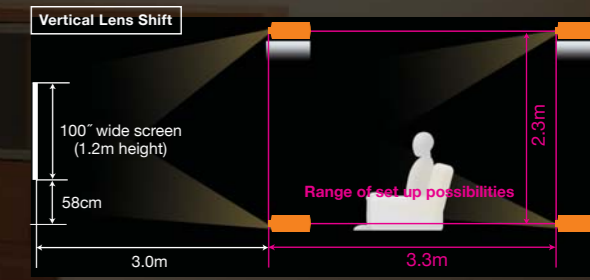 Vertical Lens Shift
100˝ wide screen
(1.2m height)
58cm
3.0m
Range of set up possibilities
2.3m
3.3m